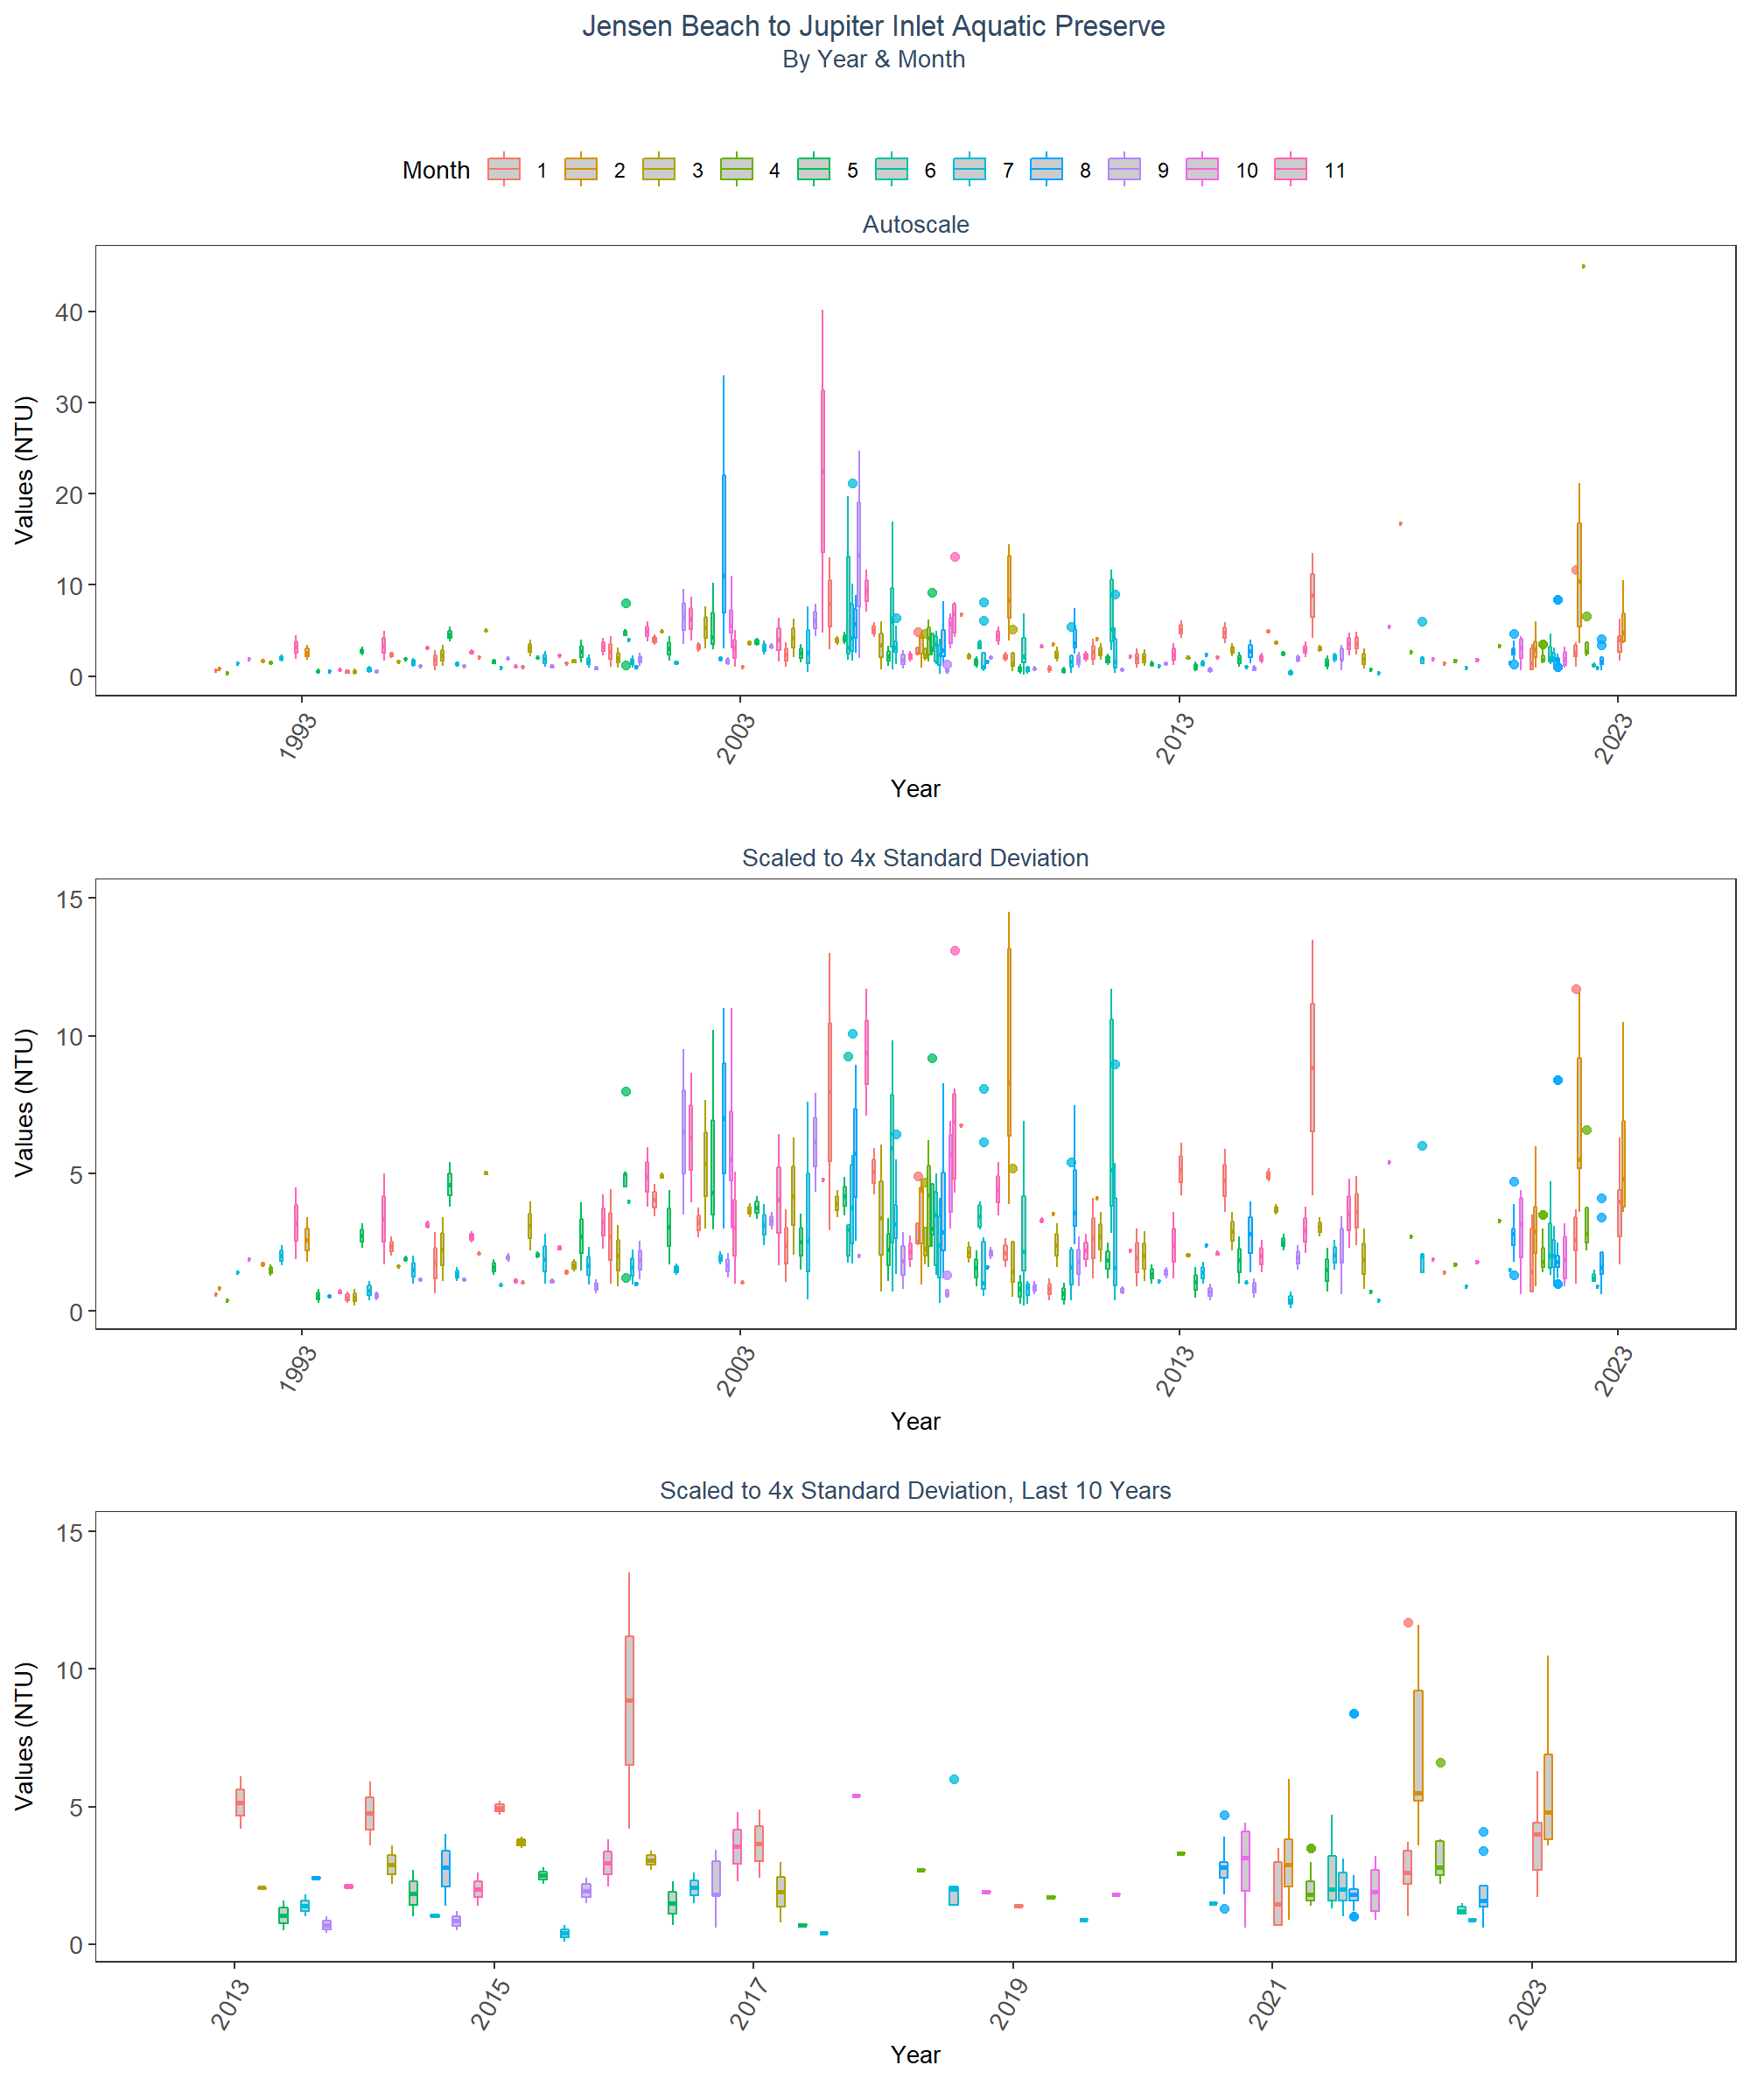 Jensen Beach to Jupiter Inlet Aquatic Preserve
By Year & Month
Month 1 2 3 4 5 6 7 8 9 10 11
Autoscale
Values (NTU)
40
30
20
10
0
1993 2003 2013 2023
Year
Scaled to 4x Standard Deviation
Values (NTU)
15
10
5
0
1993 2003 2013 2023
Year
Scaled to 4x Standard Deviation, Last 10 Years
Values (NTU)
15
10
5
0
2013 2015 2017 2019 2021 2023
Year